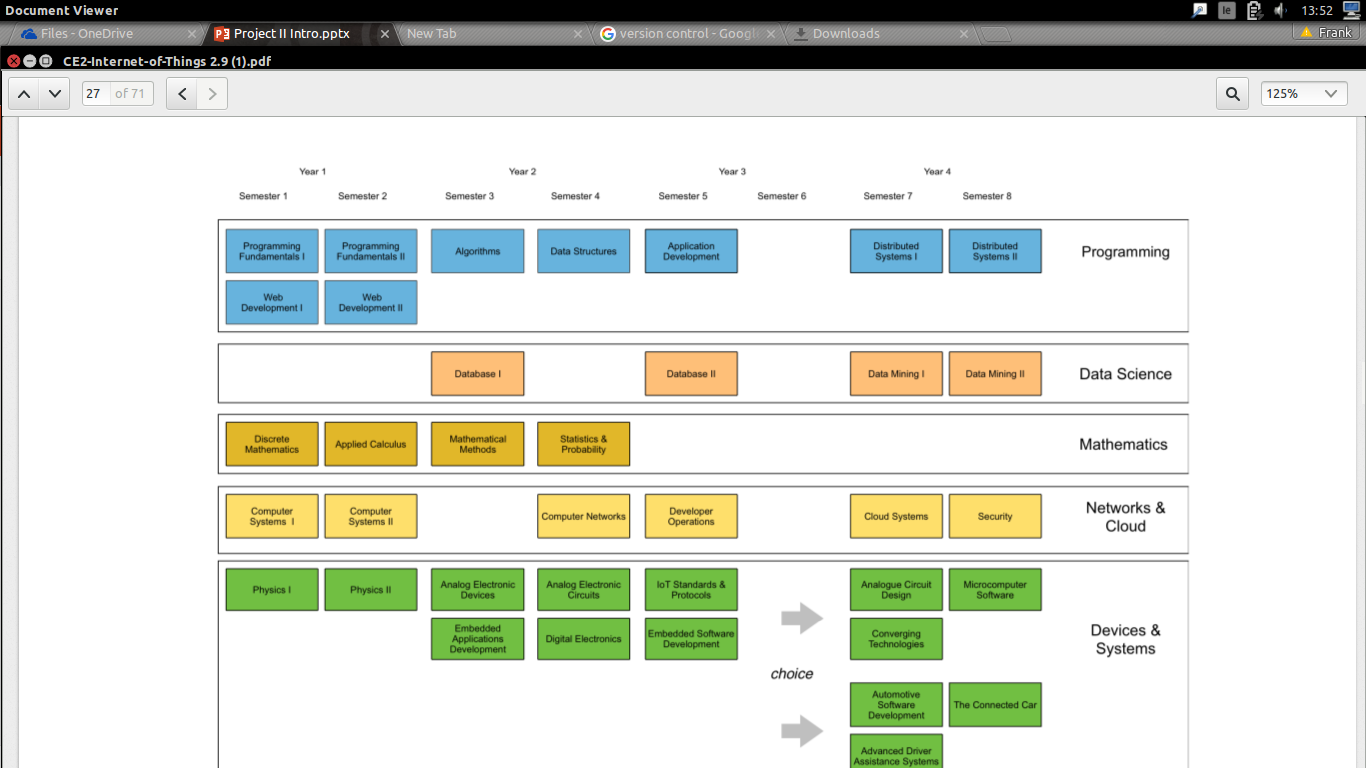 Document Viewer
Ie
13:52
Files - OneDrive
Project II Intro.pptx
New Tab
version control - Googl
Downloads
Frank
CE2-Internet-of-Things 2.9 (1).pdf
27 of 71
125%
Year 1
Year 2
Year 3
Year 4
Semester 1
Semester 2
Semester 3
Semester 4
Semester 5
Semester 6
Semester 7
Semester 8
Programming
Fundamentals I
Programming
Fundamentals II
Algorithms
Data Structures
Application
Development
Distributed
Systems I
Distributed
Systems II
Programming
Web
Development I
Web
Development II
Database I
Database II
Data Mining I
Data Mining II
Data Science
Discrete
Mathematics
Applied Calculus
Mathematical
Methods
Statistics &
Probability
Mathematics
Computer
Systems I
Computer
Systems II
Computer Networks
Developer
Operations
Cloud Systems
Security
Networks &
Cloud
Physics I
Physics II
Analog Electronic
Devices
Analog Electronic
Circuits
IoT Standards &
Protocols
Analogue Circuit
Design
Microcomputer
Software
Embedded
Applications
Development
Digital Electronics
Embedded Software
Development
Converging
Technologies
Devices &
Systems
choice
Automotive
Software
Development
The Connected Car
Advanced Driver
Assistance Systems